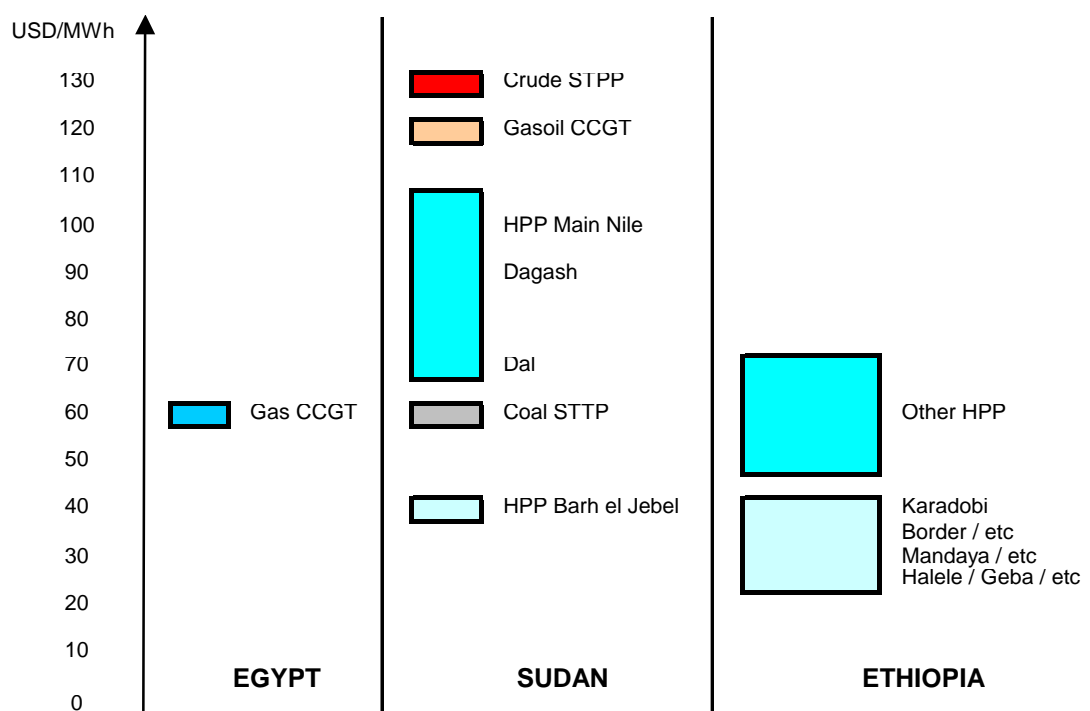 USD/MWh
130
Crude STPP
120
Gasoil CCGT
110
100
HPP Main Nile
90
Dagash
80
70
Dal
60
Gas CCGT
Coal STTP
Other HPP
50
40
HPP Barh el Jebel
Karadobi
Border / etc
30
Mandaya / etc
Halele / Geba / etc
20
10
EGYPT
SUDAN
ETHIOPIA
0